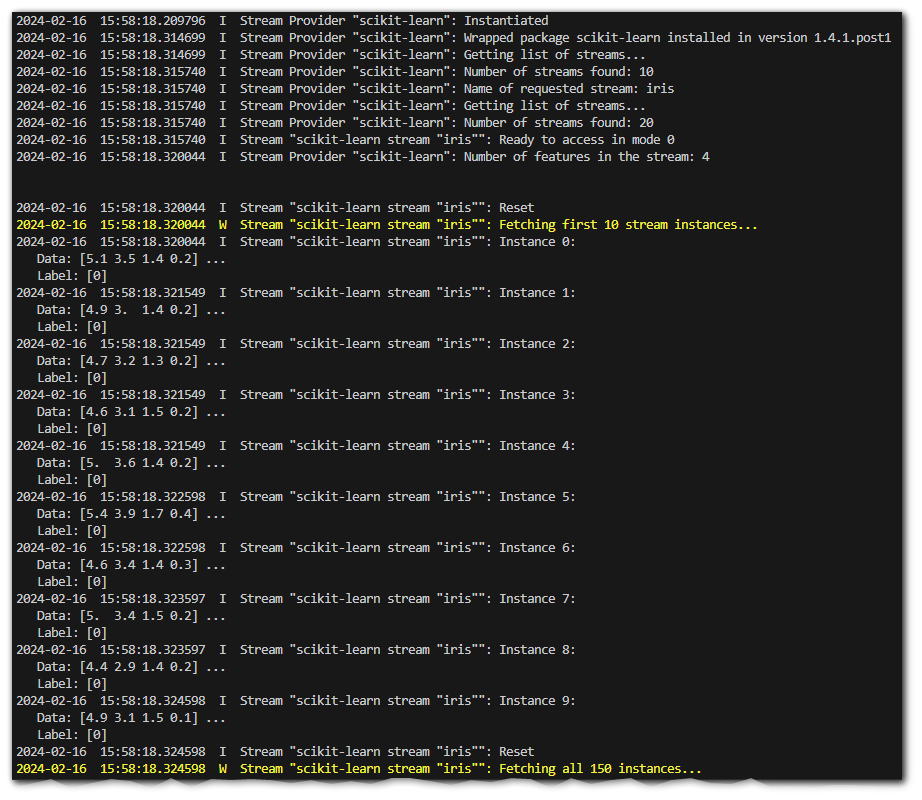 2024-02-16  15:58:18.209796  I  Stream Provider "scikit-learn": Instantiated
2024-02-16  15:58:18.314699  I  Stream Provider "scikit-learn": Wrapped package scikit-learn installed in version 1.4.1.post1
2024-02-16  15:58:18.314699  I  Stream Provider "scikit-learn": Getting list of streams...
2024-02-16  15:58:18.315740  I  Stream Provider "scikit-learn": Number of streams found: 10
2024-02-16  15:58:18.315740  I  Stream Provider "scikit-learn": Name of requested stream: iris
2024-02-16  15:58:18.315740  I  Stream Provider "scikit-learn": Getting list of streams...
2024-02-16  15:58:18.315740  I  Stream Provider "scikit-learn": Number of streams found: 20
2024-02-16  15:58:18.315740  I  Stream "scikit-learn stream "iris"": Ready to access in mode 0
2024-02-16  15:58:18.320044  I  Stream Provider "scikit-learn": Number of features in the stream: 4
2024-02-16  15:58:18.320044  I  Stream "scikit-learn stream "iris"": Reset
2024-02-16  15:58:18.320044  W  Stream "scikit-learn stream "iris"": Fetching first 10 stream instances...
2024-02-16  15:58:18.320044  I  Stream "scikit-learn stream "iris"": Instance 0:
   Data: [5.1 3.5 1.4 0.2] ...
   Label: [0]
2024-02-16  15:58:18.321549  I  Stream "scikit-learn stream "iris"": Instance 1:
   Data: [4.9 3.  1.4 0.2] ...
   Label: [0]
2024-02-16  15:58:18.321549  I  Stream "scikit-learn stream "iris"": Instance 2:
   Data: [4.7 3.2 1.3 0.2] ...
   Label: [0]
2024-02-16  15:58:18.321549  I  Stream "scikit-learn stream "iris"": Instance 3:
   Data: [4.6 3.1 1.5 0.2] ...
   Label: [0]
2024-02-16  15:58:18.321549  I  Stream "scikit-learn stream "iris"": Instance 4:
   Data: [5.  3.6 1.4 0.2] ...
   Label: [0]
2024-02-16  15:58:18.322598  I  Stream "scikit-learn stream "iris"": Instance 5:
   Data: [5.4 3.9 1.7 0.4] ...
   Label: [0]
2024-02-16  15:58:18.322598  I  Stream "scikit-learn stream "iris"": Instance 6:
   Data: [4.6 3.4 1.4 0.3] ...
   Label: [0]
2024-02-16  15:58:18.323597  I  Stream "scikit-learn stream "iris"": Instance 7:
   Data: [5.  3.4 1.5 0.2] ...
   Label: [0]
2024-02-16  15:58:18.323597  I  Stream "scikit-learn stream "iris"": Instance 8:
   Data: [4.4 2.9 1.4 0.2] ...
   Label: [0]
2024-02-16  15:58:18.324598  I  Stream "scikit-learn stream "iris"": Instance 9:
   Data: [4.9 3.1 1.5 0.1] ...
   Label: [0]
2024-02-16  15:58:18.324598  I  Stream "scikit-learn stream "iris"": Reset
2024-02-16  15:58:18.324598  W  Stream "scikit-learn stream "iris"": Fetching all 150 instances...